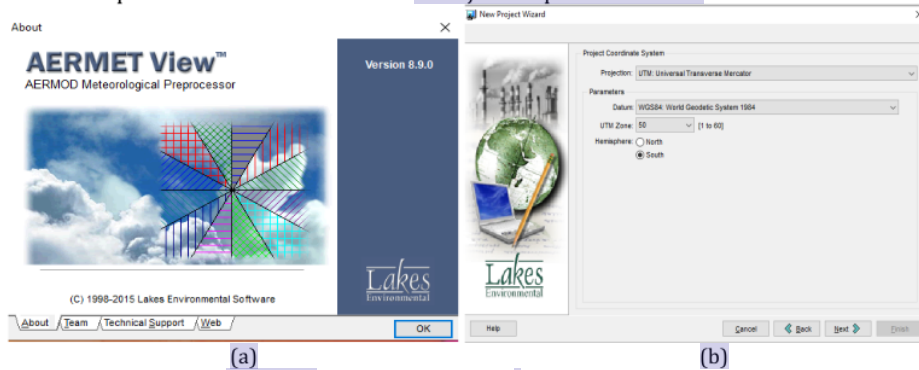 About
AERMET View™
AERMOD Meteorological Preprocessor
Version 8.9.0
Lakes
Environmental
(C) 1998-2015 Lakes Environmental Software
About
Team
Technical Support
Web
OK
(a)
New Project Wizard
Project Coordinate System
Projection: UTM: Universal Transverse Mercator
Parameters
Datum: WGS84: World Geodetic System 1984
UTM Zone: 50 [1 to 60]
Hemisphere: North
South
Lakes
Environmental
Help
Cancel
Back
Next
Finish
(b)